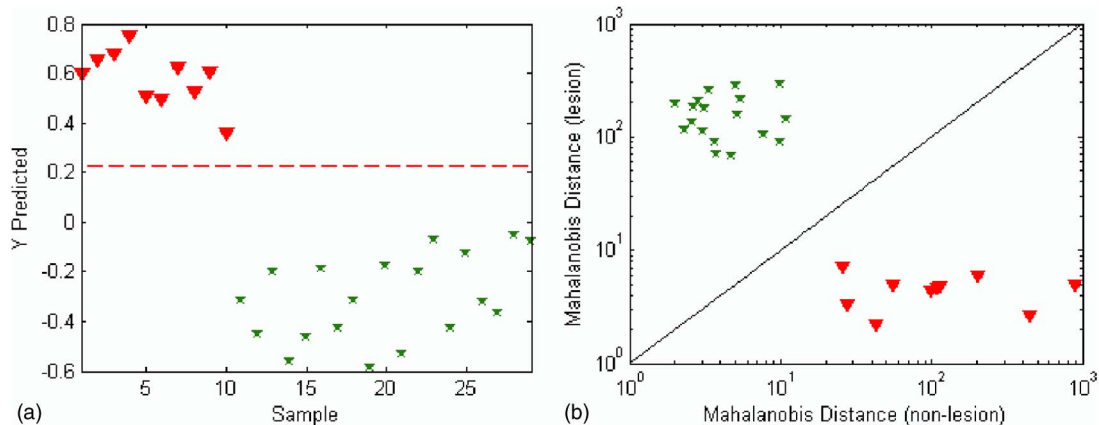 0.8
0.6
0.4
0.2
0
-0.2
-0.4
-0.6
Y Predicted
5 10 15 20 25
(a) Sample
10³
10²
10¹
10⁰
Mahalanobis Distance (lesion)
10⁰ 10¹ 10² 10³
(b) Mahalanobis Distance (non-lesion)